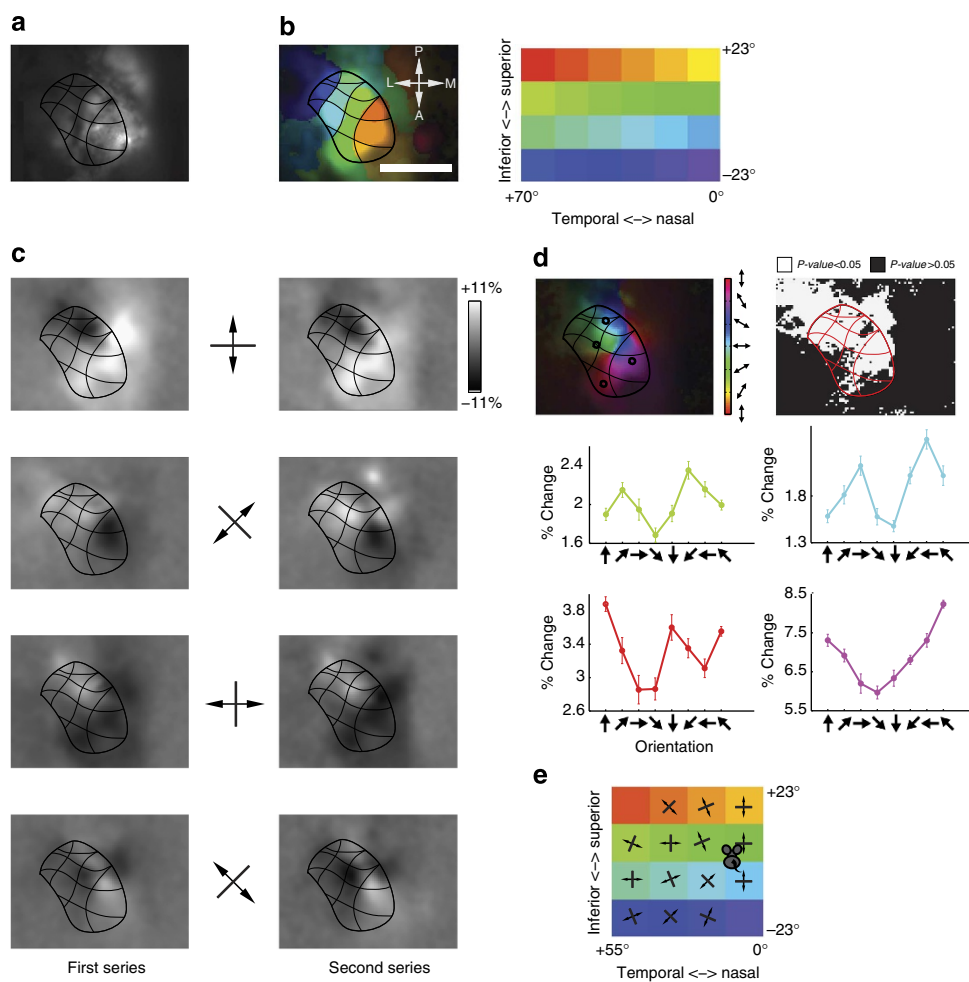 a
b
P
L
M
A
Inferior <–> superior
+23°
–23°
+70°
0°
Temporal <–> nasal
c
+11%
−11%
First series
Second series
d
P-value<0.05
P-value>0.05
% Change
2.4
2
1.6
% Change
1.8
1.3
% Change
3.8
3.4
3
2.6
% Change
8.5
7.5
6.5
5.5
Orientation
e
Inferior <–> superior
+23°
–23°
+55°
0°
Temporal <–> nasal